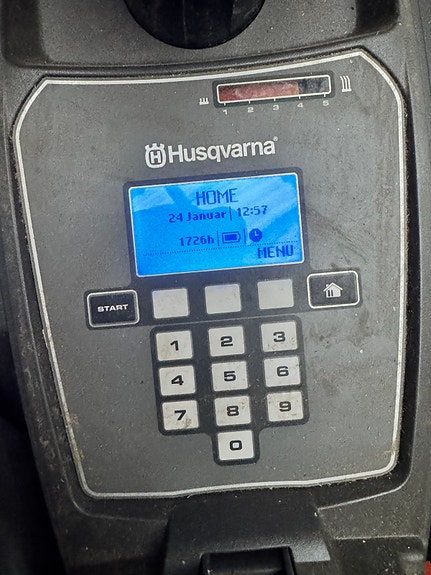 1 2 3 4 5
Husqvarna®
HOME
24 Januar 12:57
1726h
MENU
START
1 2 3
4 5 6
7 8 9
0